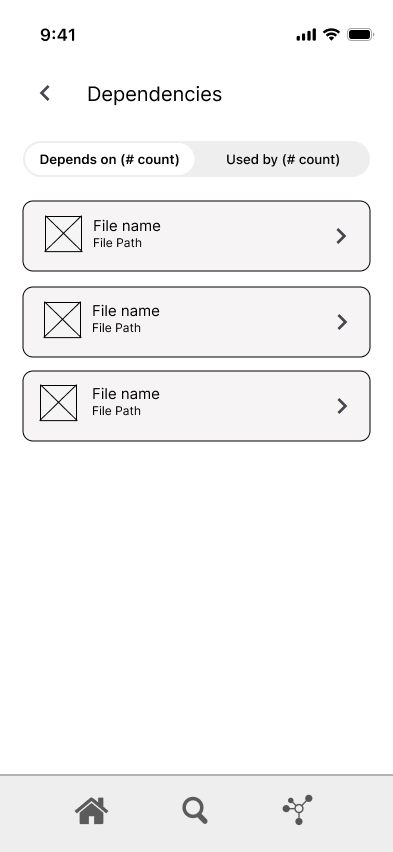 9:41
Dependencies
Depends on (# count)
Used by (# count)
File name
File Path
File name
File Path
File name
File Path